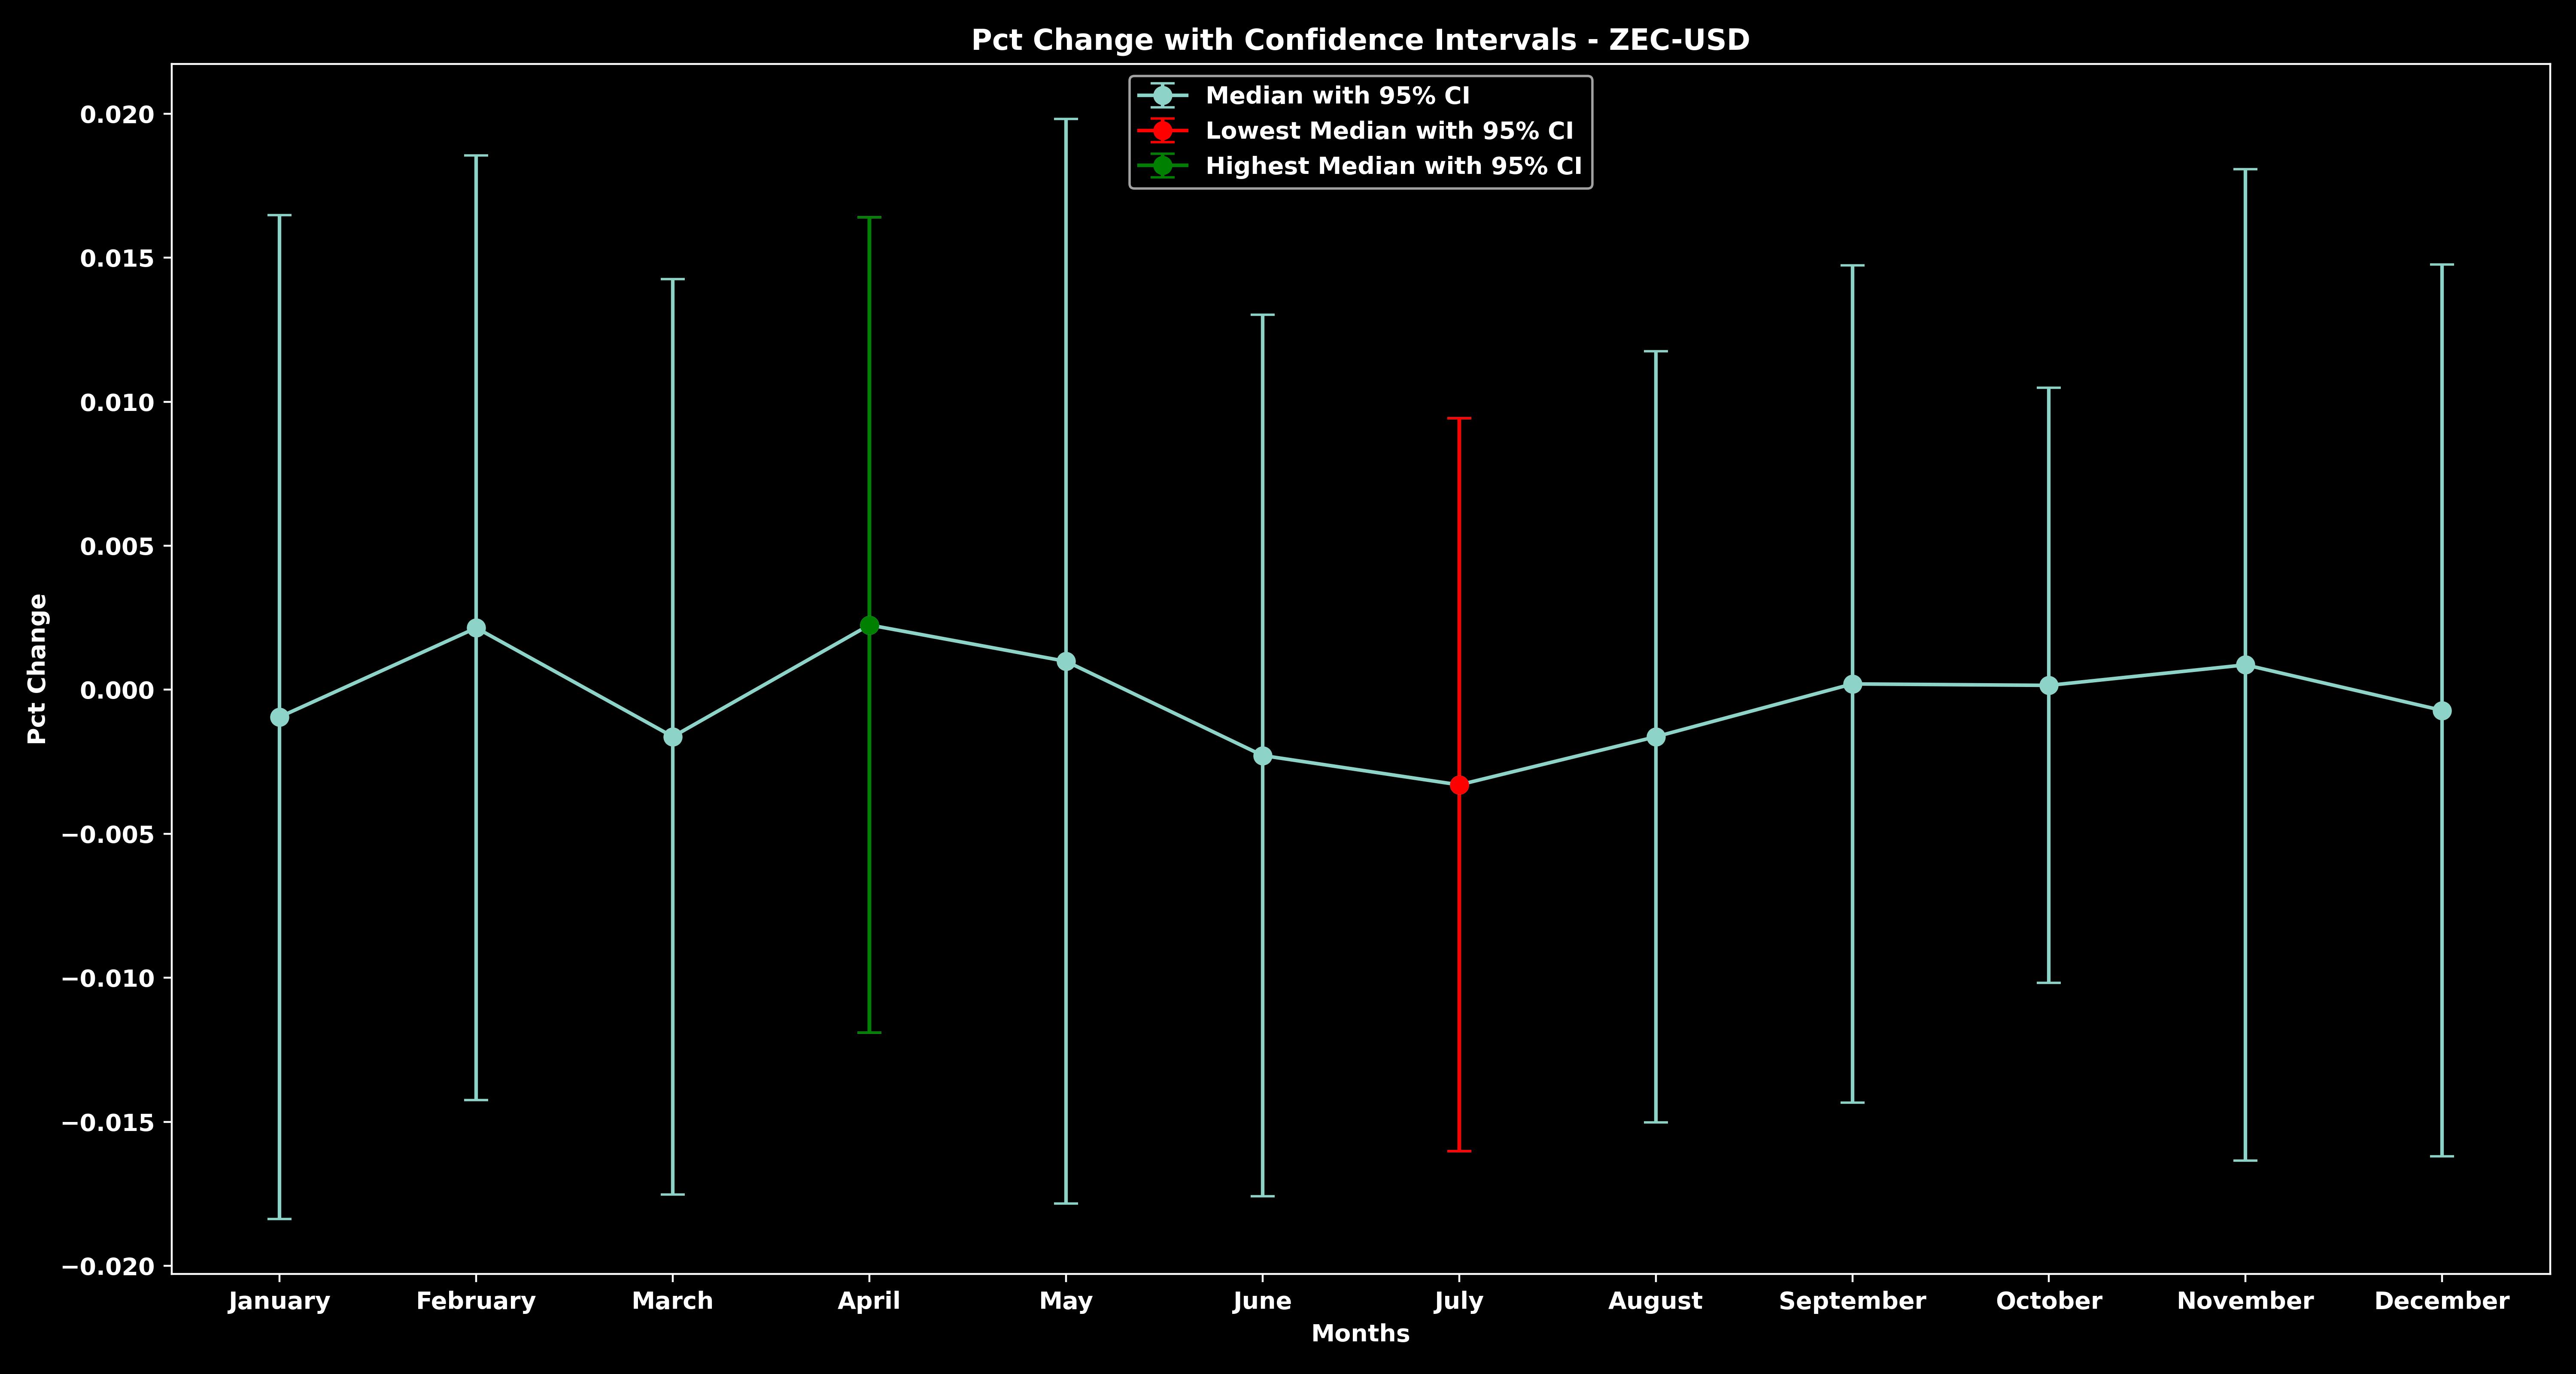 Pct Change with Confidence Intervals - ZEC-USD
Median with 95% CI
Lowest Median with 95% CI
Highest Median with 95% CI
Pct Change
0.020
0.015
0.010
0.005
0.000
−0.005
−0.010
−0.015
−0.020
January February March April May June July August September October November December
Months